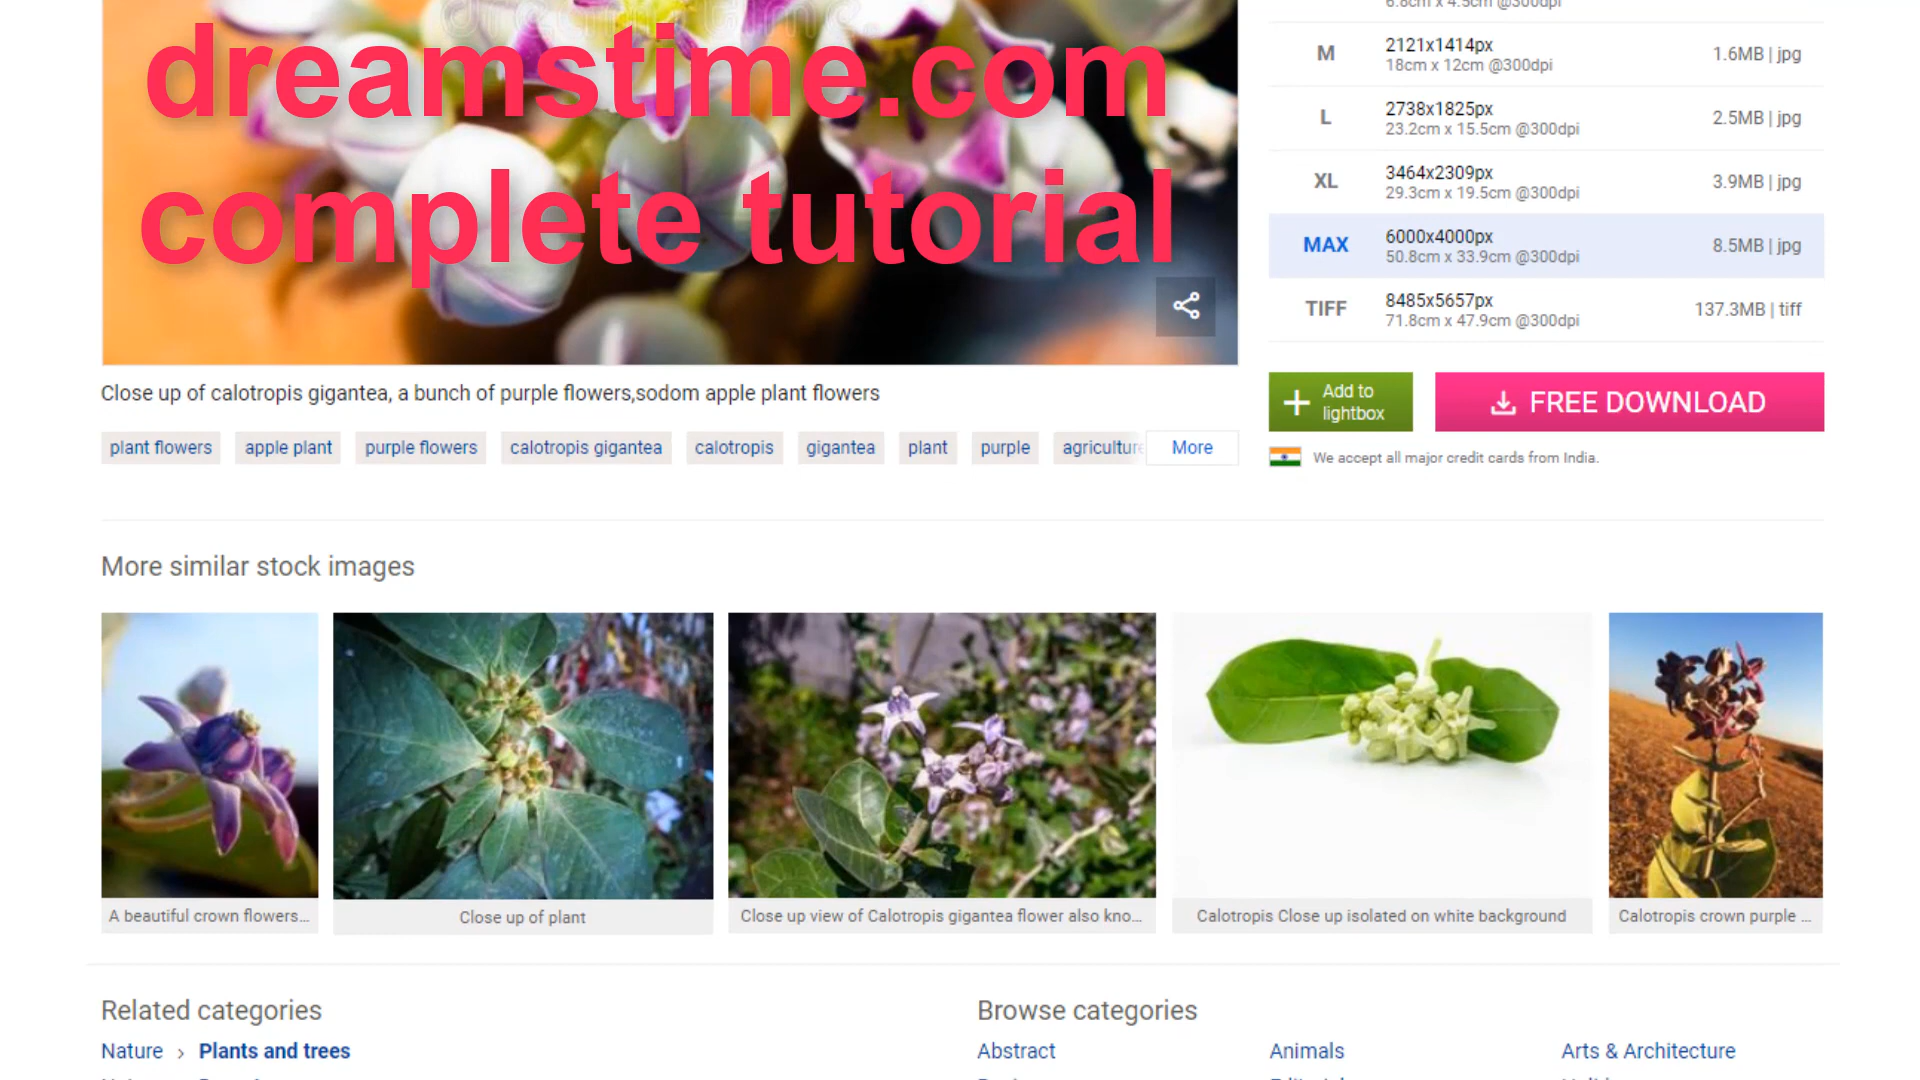 6.8cm x 4.5cm @300dpi
dreamstime.com
complete tutorial
M 2121x1414px 1.6MB | jpg
18cm x 12cm @300dpi
L 2738x1825px 2.5MB | jpg
23.2cm x 15.5cm @300dpi
XL 3464x2309px 3.9MB | jpg
29.3cm x 19.5cm @300dpi
MAX 6000x4000px 8.5MB | jpg
50.8cm x 33.9cm @300dpi
TIFF 8485x5657px 137.3MB | tiff
71.8cm x 47.9cm @300dpi
Close up of calotropis gigantea, a bunch of purple flowers,sodom apple plant flowers
Add to
lightbox
FREE DOWNLOAD
plant flowers apple plant purple flowers calotropis gigantea calotropis gigantea plant purple agriculture More
We accept all major credit cards from India.
More similar stock images
A beautiful crown flowers...
Close up of plant
Close up view of Calotropis gigantea flower also kno...
Calotropis Close up isolated on white background
Calotropis crown purple ...
Related categories
Browse categories
Nature › Plants and trees
Abstract Animals Arts & Architecture